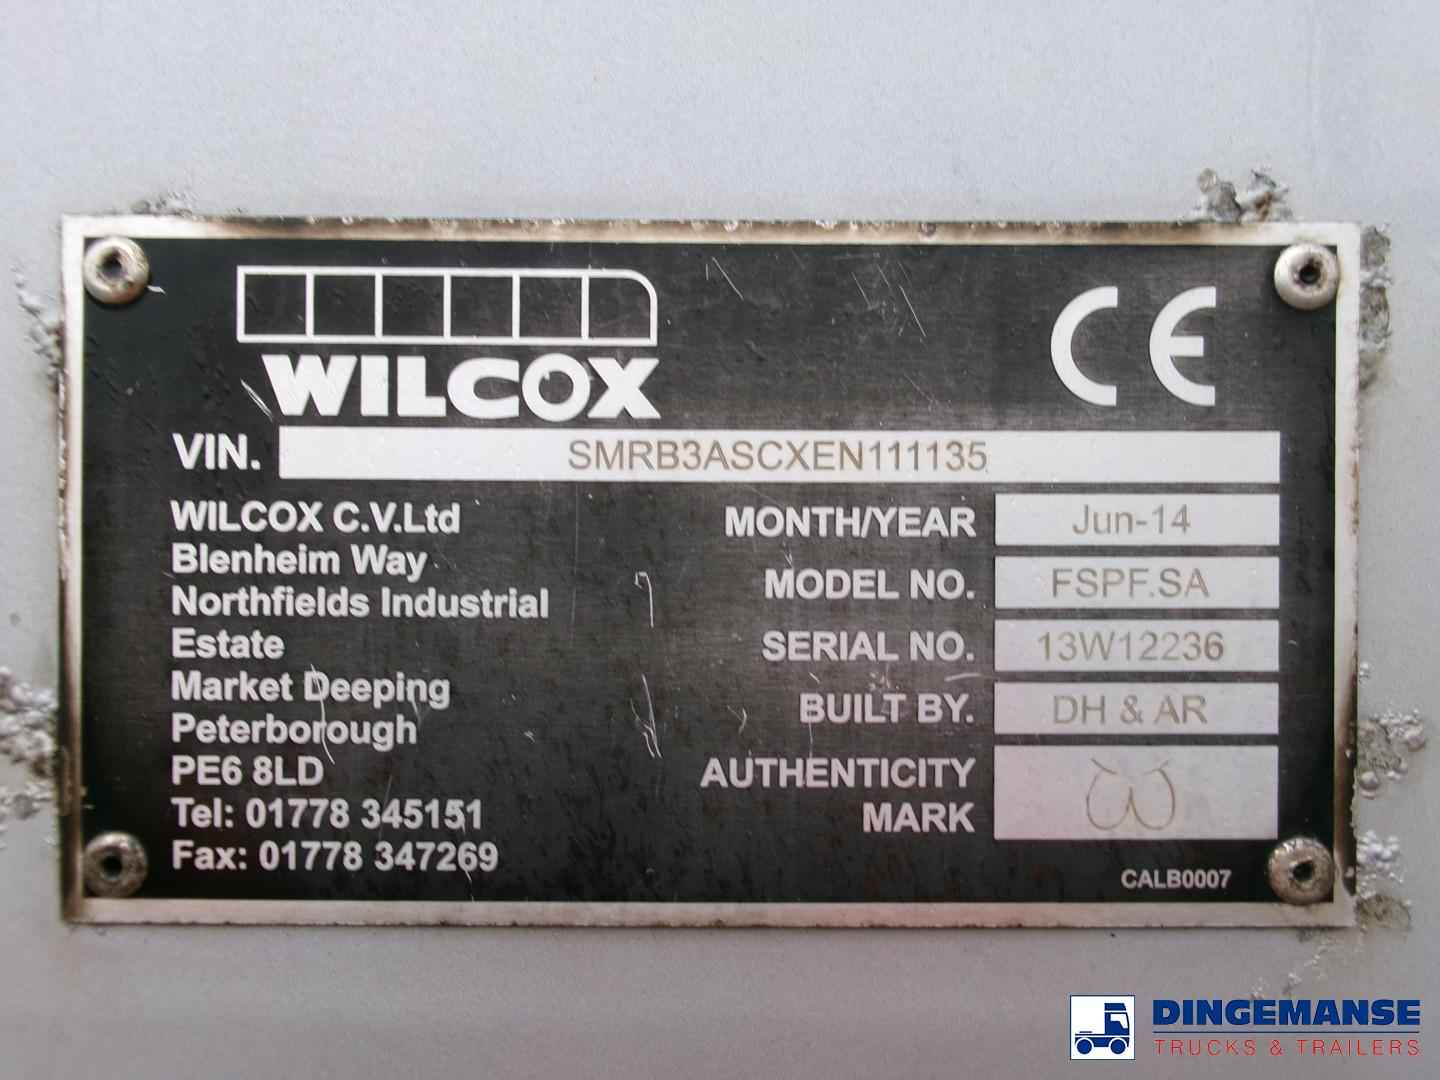 WILCOX
CE
VIN. SMRB3ASCXEN111135
WILCOX C.V.Ltd
Blenheim Way
Northfields Industrial
Estate
Market Deeping
Peterborough
PE6 8LD
Tel: 01778 345151
Fax: 01778 347269
MONTH/YEAR Jun-14
MODEL NO. FSPF.SA
SERIAL NO. 13W12236
BUILT BY. DH & AR
AUTHENTICITY
MARK
CALB0007
DINGEMANSE
TRUCKS & TRAILERS